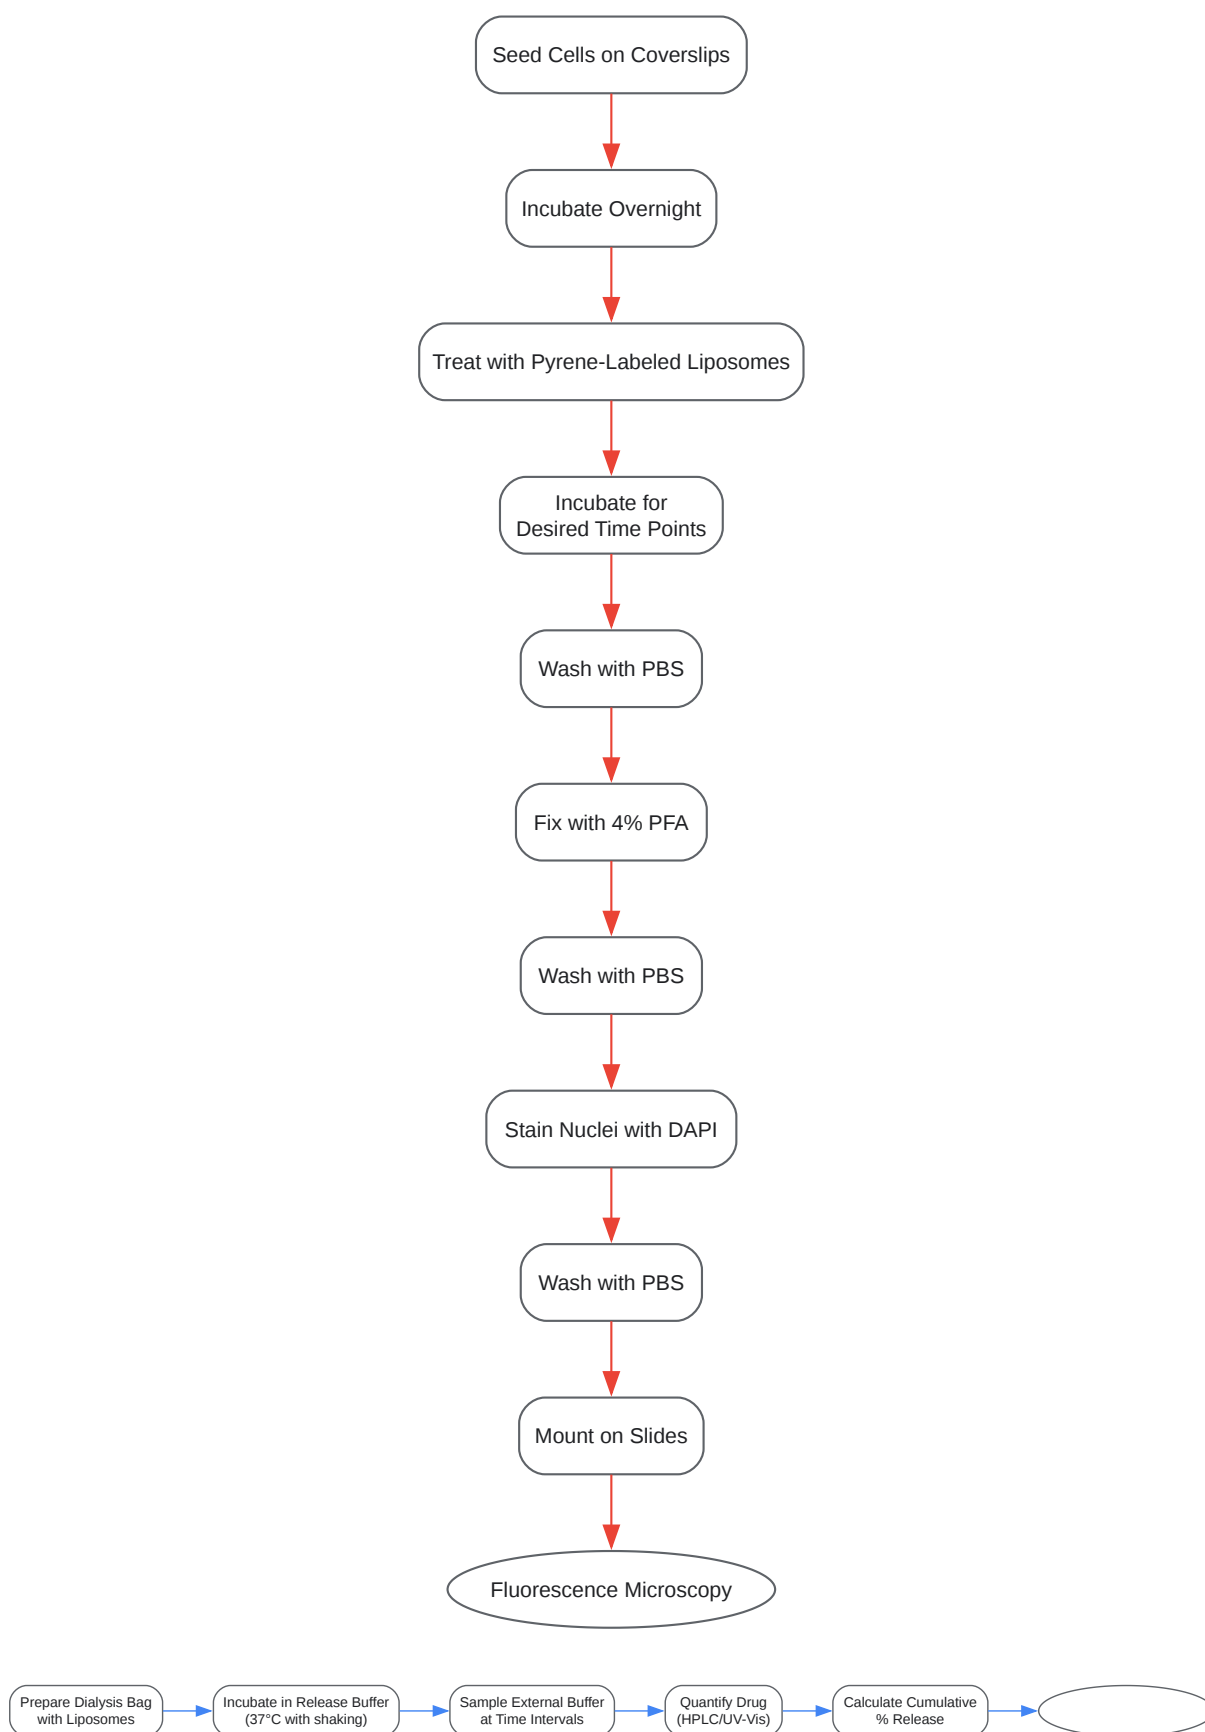 Seed Cells on Coverslips
Incubate Overnight
Treat with Pyrene-Labeled Liposomes
Incubate for
Desired Time Points
Wash with PBS
Fix with 4% PFA
Wash with PBS
Stain Nuclei with DAPI
Wash with PBS
Mount on Slides
Fluorescence Microscopy
Prepare Dialysis Bag
with Liposomes
Incubate in Release Buffer
(37°C with shaking)
Sample External Buffer
at Time Intervals
Quantify Drug
(HPLC/UV-Vis)
Calculate Cumulative
% Release